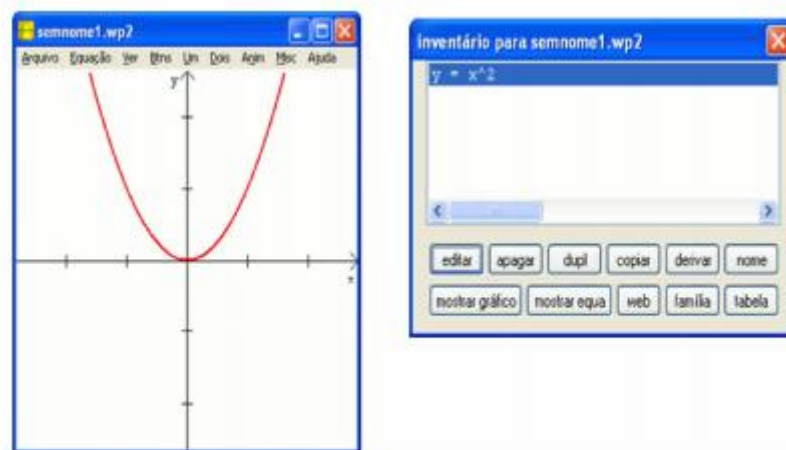 semnome1.wp2
Arquivo Equação Ver Btns Um Dois Anim Misc Ajuda
y
x
inventário para semnome1.wp2
y = x^2
editar apagar dupl copiar derivar nome
mostrar gráfico mostrar equa web família tabela